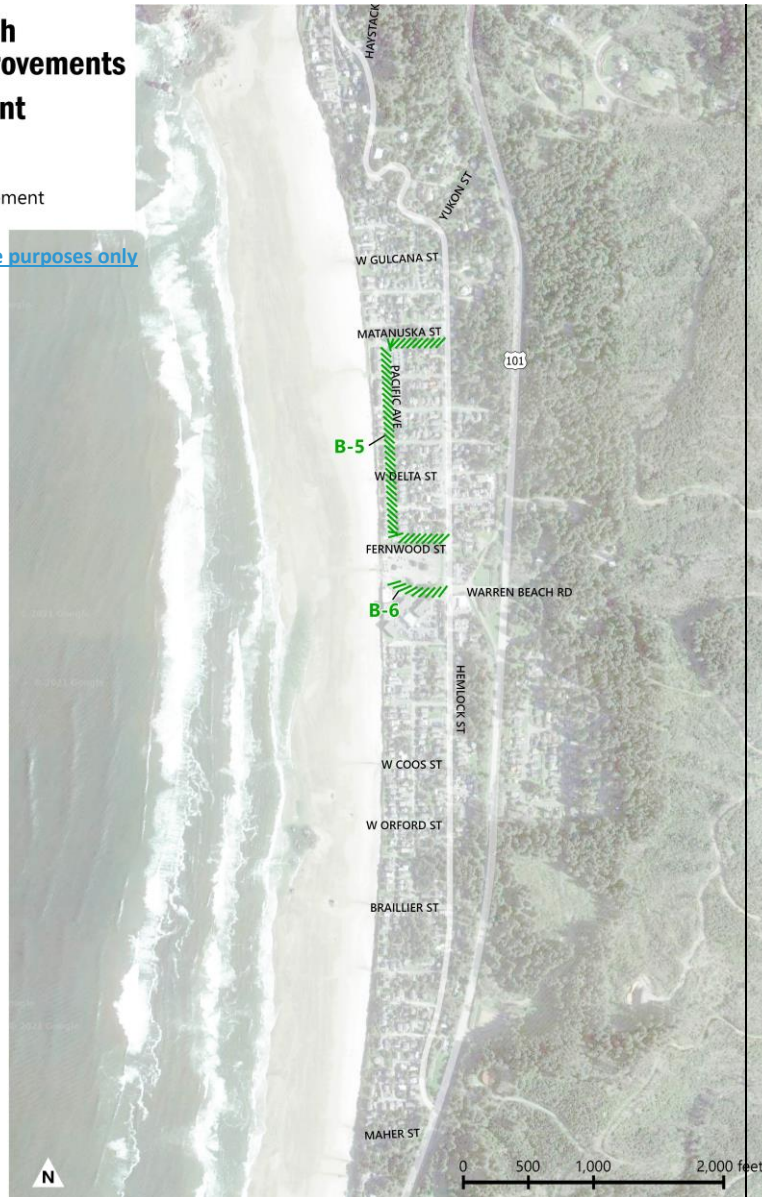 h
rovements
nt
ement
e purposes only
HAYSTACK
YUKON ST
W GULCANA ST
MATANUSKA ST
101
PACIFIC AVE
B-5
W DELTA ST
FERNWOOD ST
WARREN BEACH RD
B-6
HEMLOCK ST
W COOS ST
W ORFORD ST
BRAILLIER ST
MAHER ST
N
0 500 1,000 2,000 feet